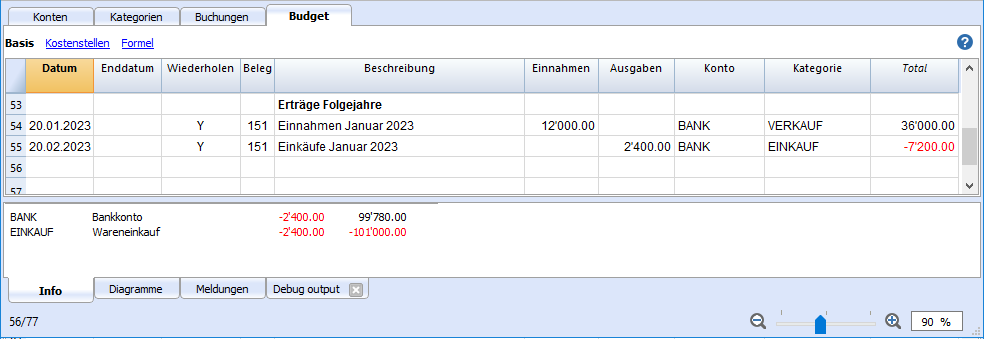 Konten Kategorien Buchungen Budget
Basis Kostenstellen Formel ?
Datum Enddatum Wiederholen Beleg Beschreibung Einnahmen Ausgaben Konto Kategorie Total
53 Erträge Folgejahre
54 20.01.2023 Y 151 Einnahmen Januar 2023 12'000.00 BANK VERKAUF 36'000.00
55 20.02.2023 Y 151 Einkäufe Januar 2023 2'400.00 BANK EINKAUF -7'200.00
56
57
BANK Bankkonto -2'400.00 99'780.00
EINKAUF Wareneinkauf -2'400.00 -101'000.00
Info Diagramme Meldungen Debug output
56/77 90 %